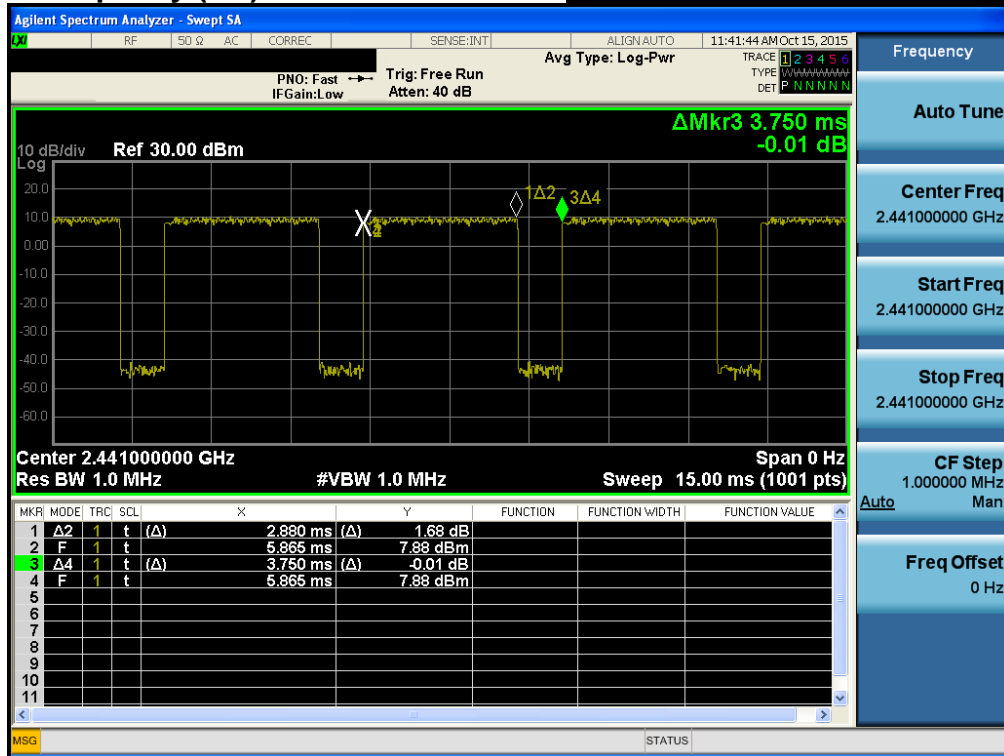 Agilent Spectrum Analyzer - Swept SA
LXI RF 50 Ω AC CORREC SENSE:INT ALIGN AUTO 11:41:44 AM Oct 15, 2015
Frequency
Avg Type: Log-Pwr
TRACE 1 2 3 4 5 6
PNO: Fast Trig: Free Run
TYPE WWWWWW
IFGain:Low Atten: 40 dB
DET P N N N N N
Auto Tune
ΔMkr3 3.750 ms
-0.01 dB
10 dB/div Ref 30.00 dBm
Log
20.0
10.0
0.00
-10.0
-20.0
-30.0
-40.0
-50.0
-60.0
1Δ2
3Δ4
X
Center Freq
2.441000000 GHz
Start Freq
2.441000000 GHz
Stop Freq
2.441000000 GHz
Center 2.441000000 GHz Span 0 Hz
Res BW 1.0 MHz #VBW 1.0 MHz Sweep 15.00 ms (1001 pts)
CF Step
1.000000 MHz
Auto Man
MKR MODE TRC SCL X Y FUNCTION FUNCTION WIDTH FUNCTION VALUE
1 Δ2 1 t (Δ) 2.880 ms (Δ) 1.68 dB
2 F 1 t 5.865 ms 7.88 dBm
3 Δ4 1 t (Δ) 3.750 ms (Δ) -0.01 dB
4 F 1 t 5.865 ms 7.88 dBm
5
6
7
8
9
10
11
Freq Offset
0 Hz
MSG STATUS